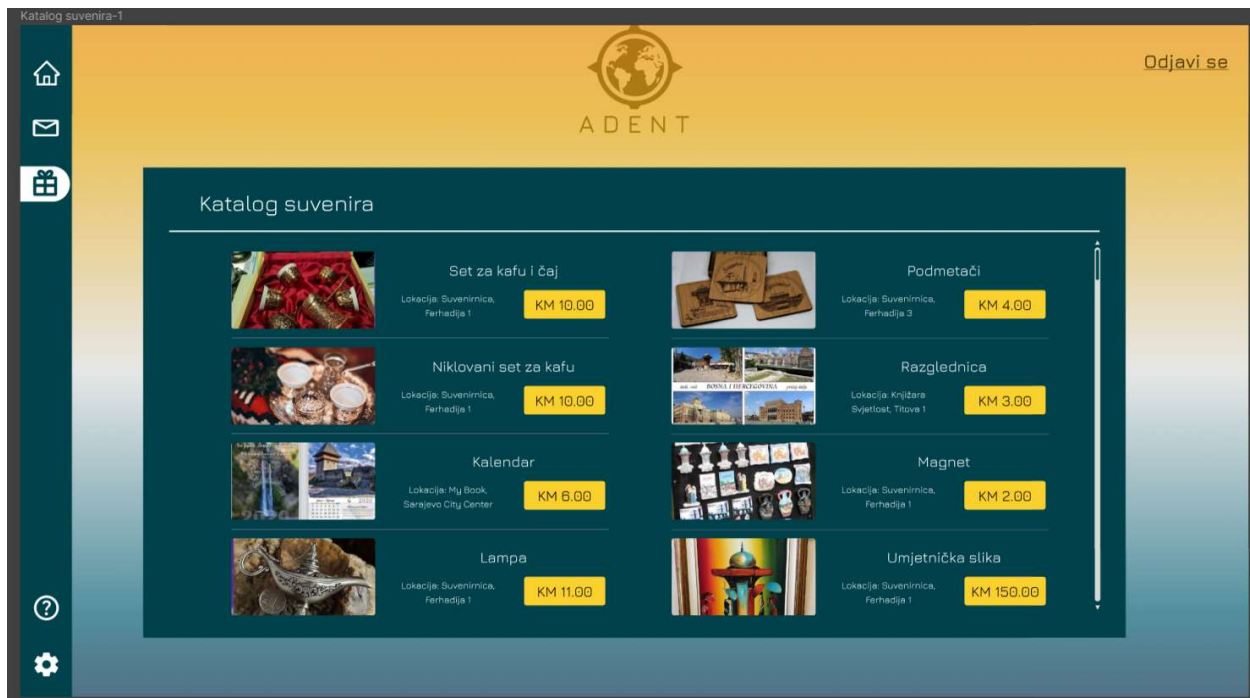 Katalog suvenira-1
Odjavi se
ADENT
Katalog suvenira
Set za kafu i čaj
Lokacija: Suvenirnica,
Ferhadija 1
KM 10.00
Podmetači
Lokacija: Suvenirnica,
Ferhadija 3
KM 4.00
Niklovani set za kafu
Lokacija: Suvenirnica,
Ferhadija 1
KM 10.00
Razglednica
Lokacija: Knjižara
Svjetlost, Titova 1
KM 3.00
BOSNA I HERCEGOVINA
Kalendar
Lokacija: My Book,
Sarajevo City Center
KM 6.00
Magnet
Lokacija: Suvenirnica,
Ferhadija 1
KM 2.00
Lampa
Lokacija: Suvenirnica,
Ferhadija 1
KM 11.00
Umjetnička slika
Lokacija: Suvenirnica,
Ferhadija 1
KM 150.00